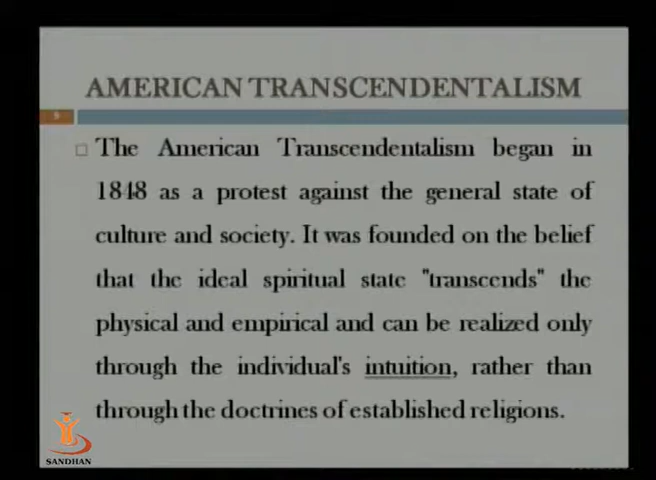 AMERICAN TRANSCENDENTALISM
9
The American Transcendentalism began in
1848 as a protest against the general state of
culture and society. It was founded on the belief
that the ideal spiritual state "transcends" the
physical and empirical and can be realized only
through the individual's intuition, rather than
through the doctrines of established religions.
SANDHAN